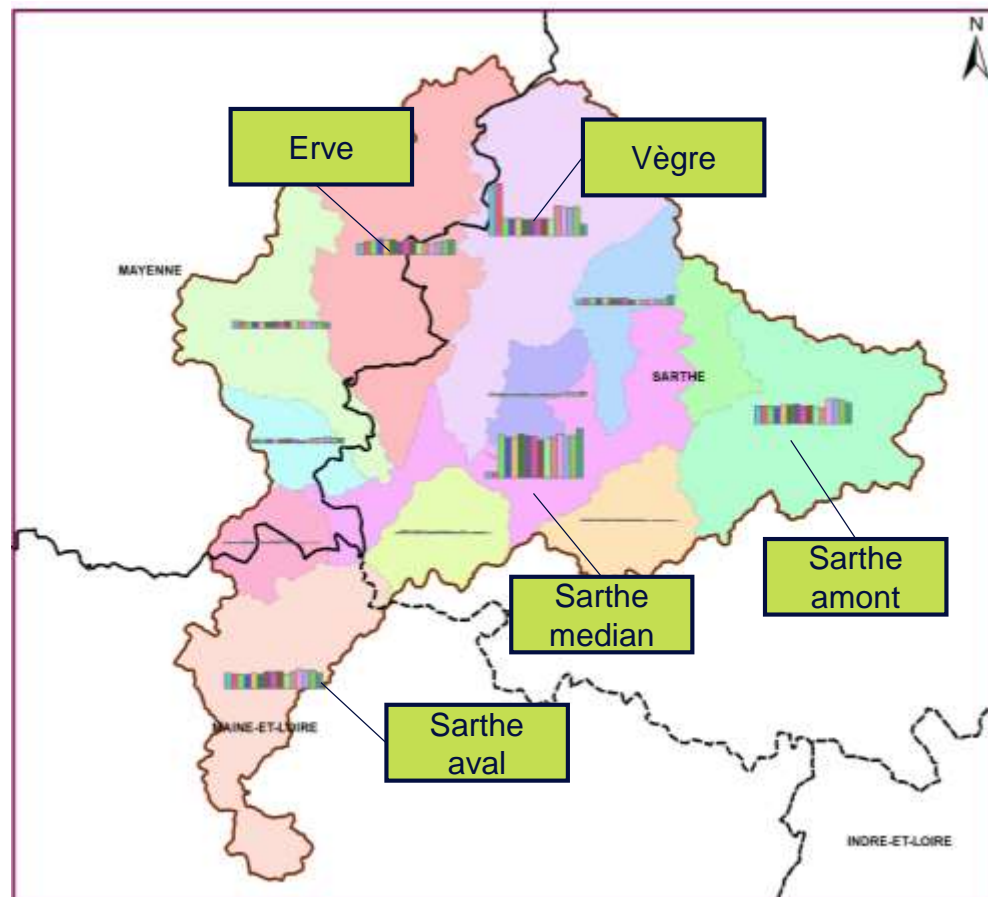 N
Erve
Vègre
MAYENNE
SARTHE
Sarthe
amont
Sarthe
median
MAINE-ET-LOIRE
Sarthe
aval
INDRE-ET-LOIRE